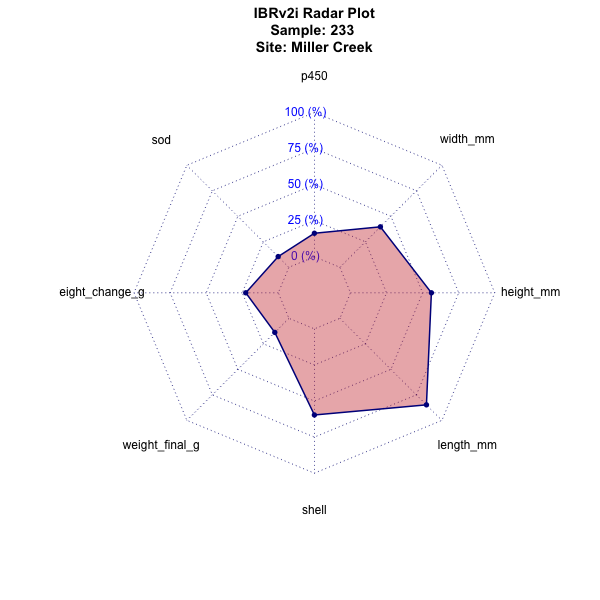 IBRv2i Radar Plot
Sample: 233
Site: Miller Creek
p450
100 (%)
sod
width_mm
75 (%)
50 (%)
25 (%)
0 (%)
eight_change_g
height_mm
weight_final_g
length_mm
shell